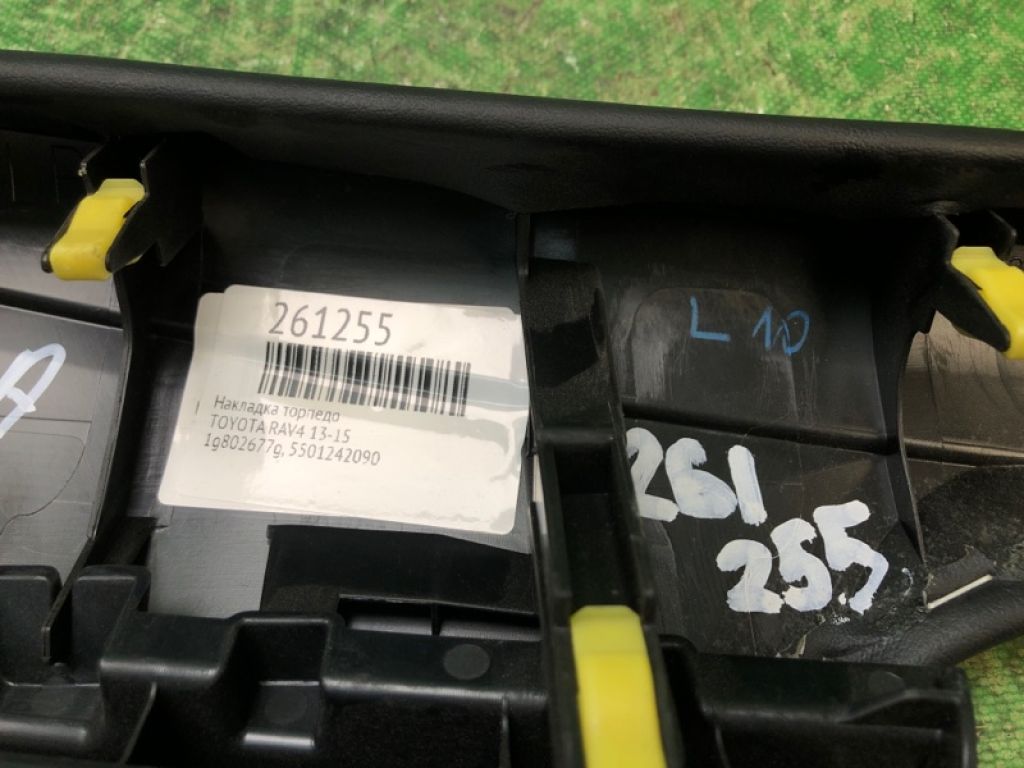 261255
Накладка торпедо
TOYOTA RAV4 13-15
1g802677g, 5501242090
L 10
261
255